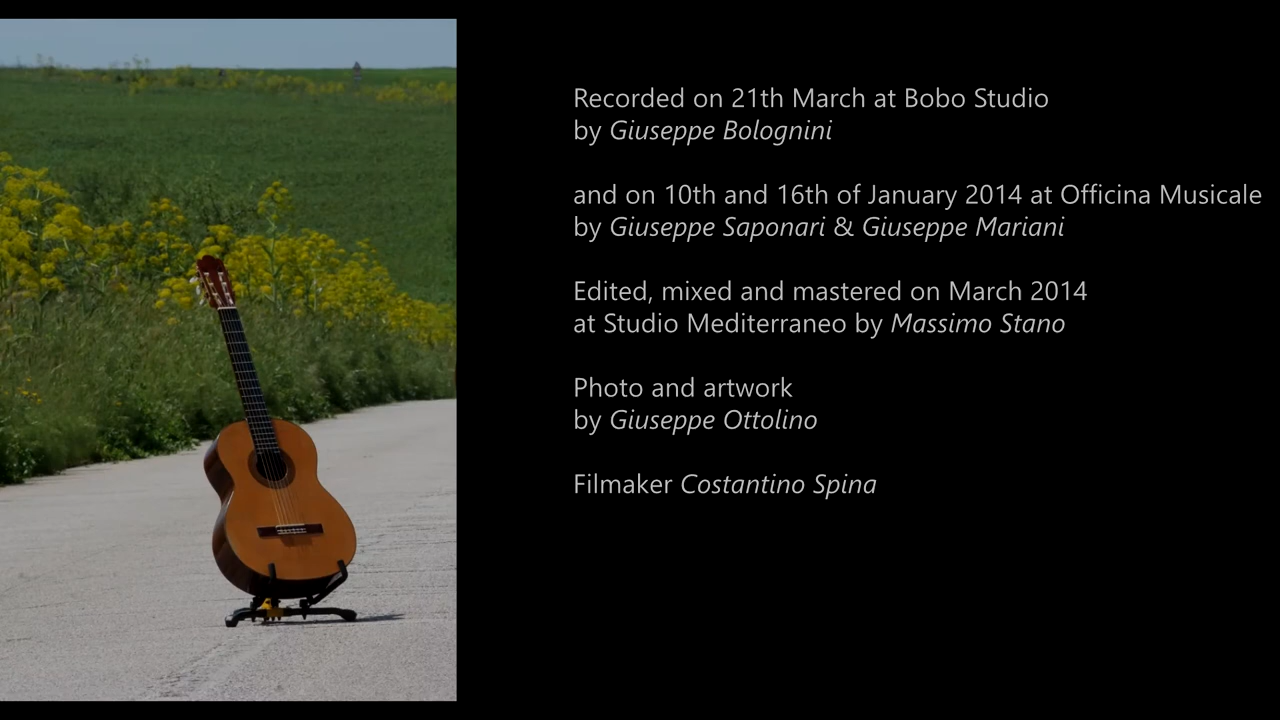 Recorded on 21th March at Bobo Studio
by Giuseppe Bolognini
and on 10th and 16th of January 2014 at Officina Musicale
by Giuseppe Saponari & Giuseppe Mariani
Edited, mixed and mastered on March 2014
at Studio Mediterraneo by Massimo Stano
Photo and artwork
by Giuseppe Ottolino
Filmaker Costantino Spina